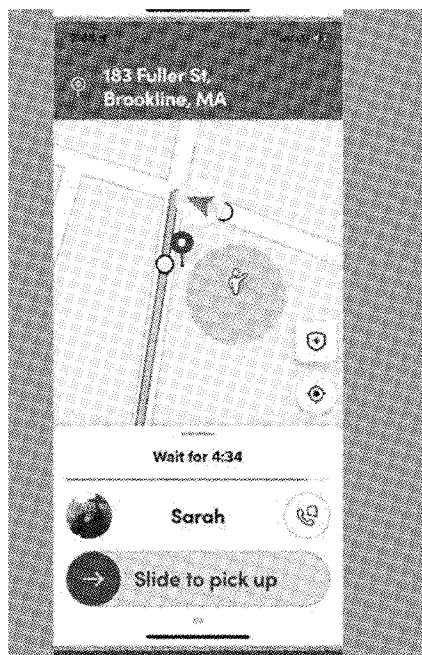 183 Fuller St,
Brookline, MA
Wait for 4:34
Sarah
Slide to pick up